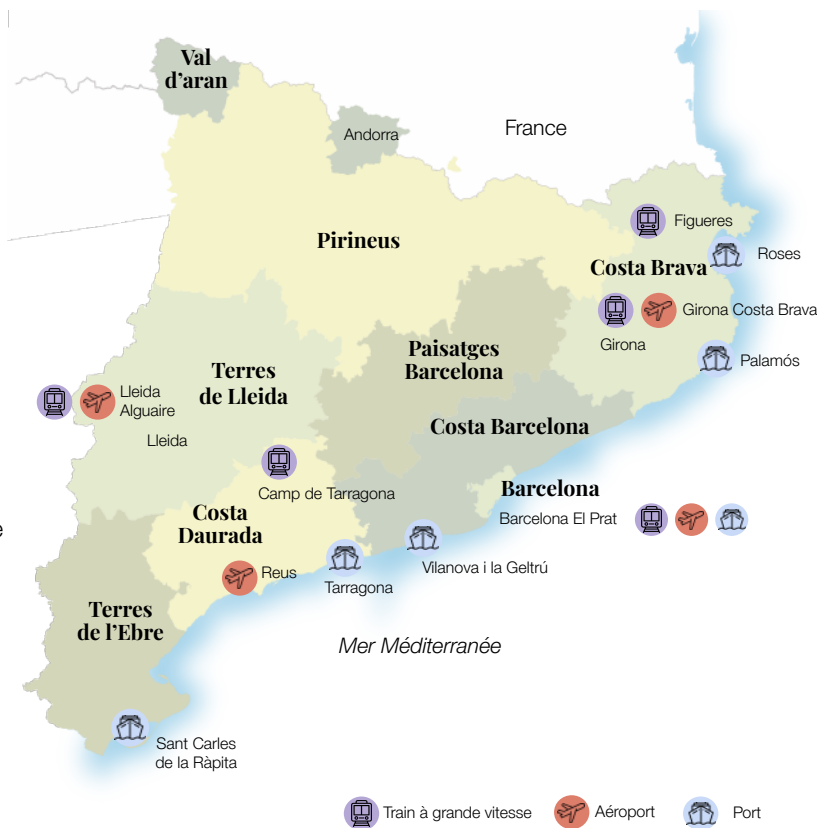 Val
d'aran
Andorra
France
Pirineus
Figueres
Costa Brava
Roses
Girona Costa Brava
Girona
Palamós
Paisatges
Barcelona
Terres
de Lleida
Lleida
Alguaire
Lleida
Costa Barcelona
Camp de Tarragona
Barcelona
Barcelona El Prat
Costa
Daurada
e
Vilanova i la Geltrú
Reus
Tarragona
Terres
de l'Ebre
Mer Méditerranée
Sant Carles
de la Ràpita
Train à grande vitesse
Aéroport
Port